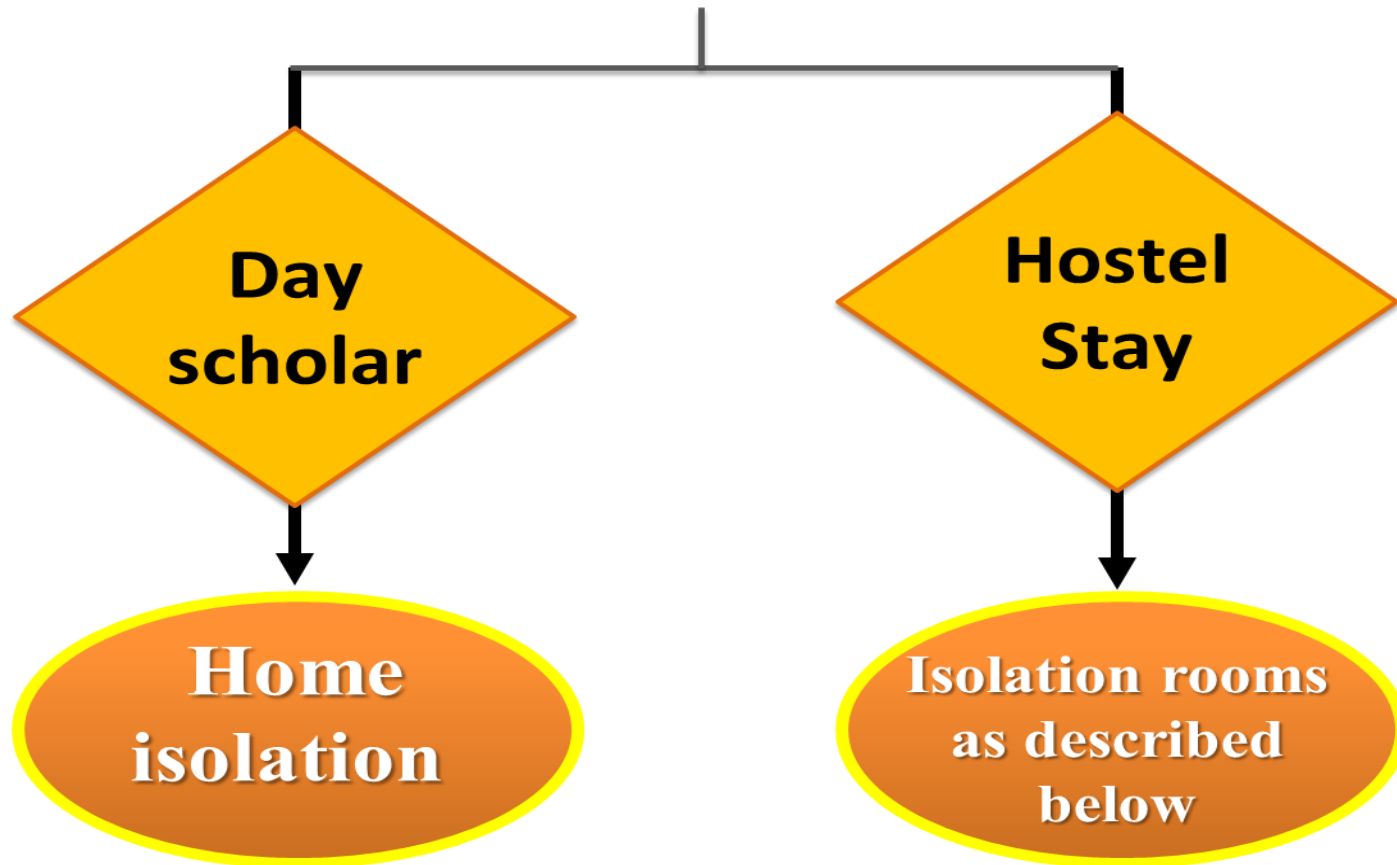 Day
scholar
Hostel
Stay
Home
isolation
Isolation rooms
as described
below